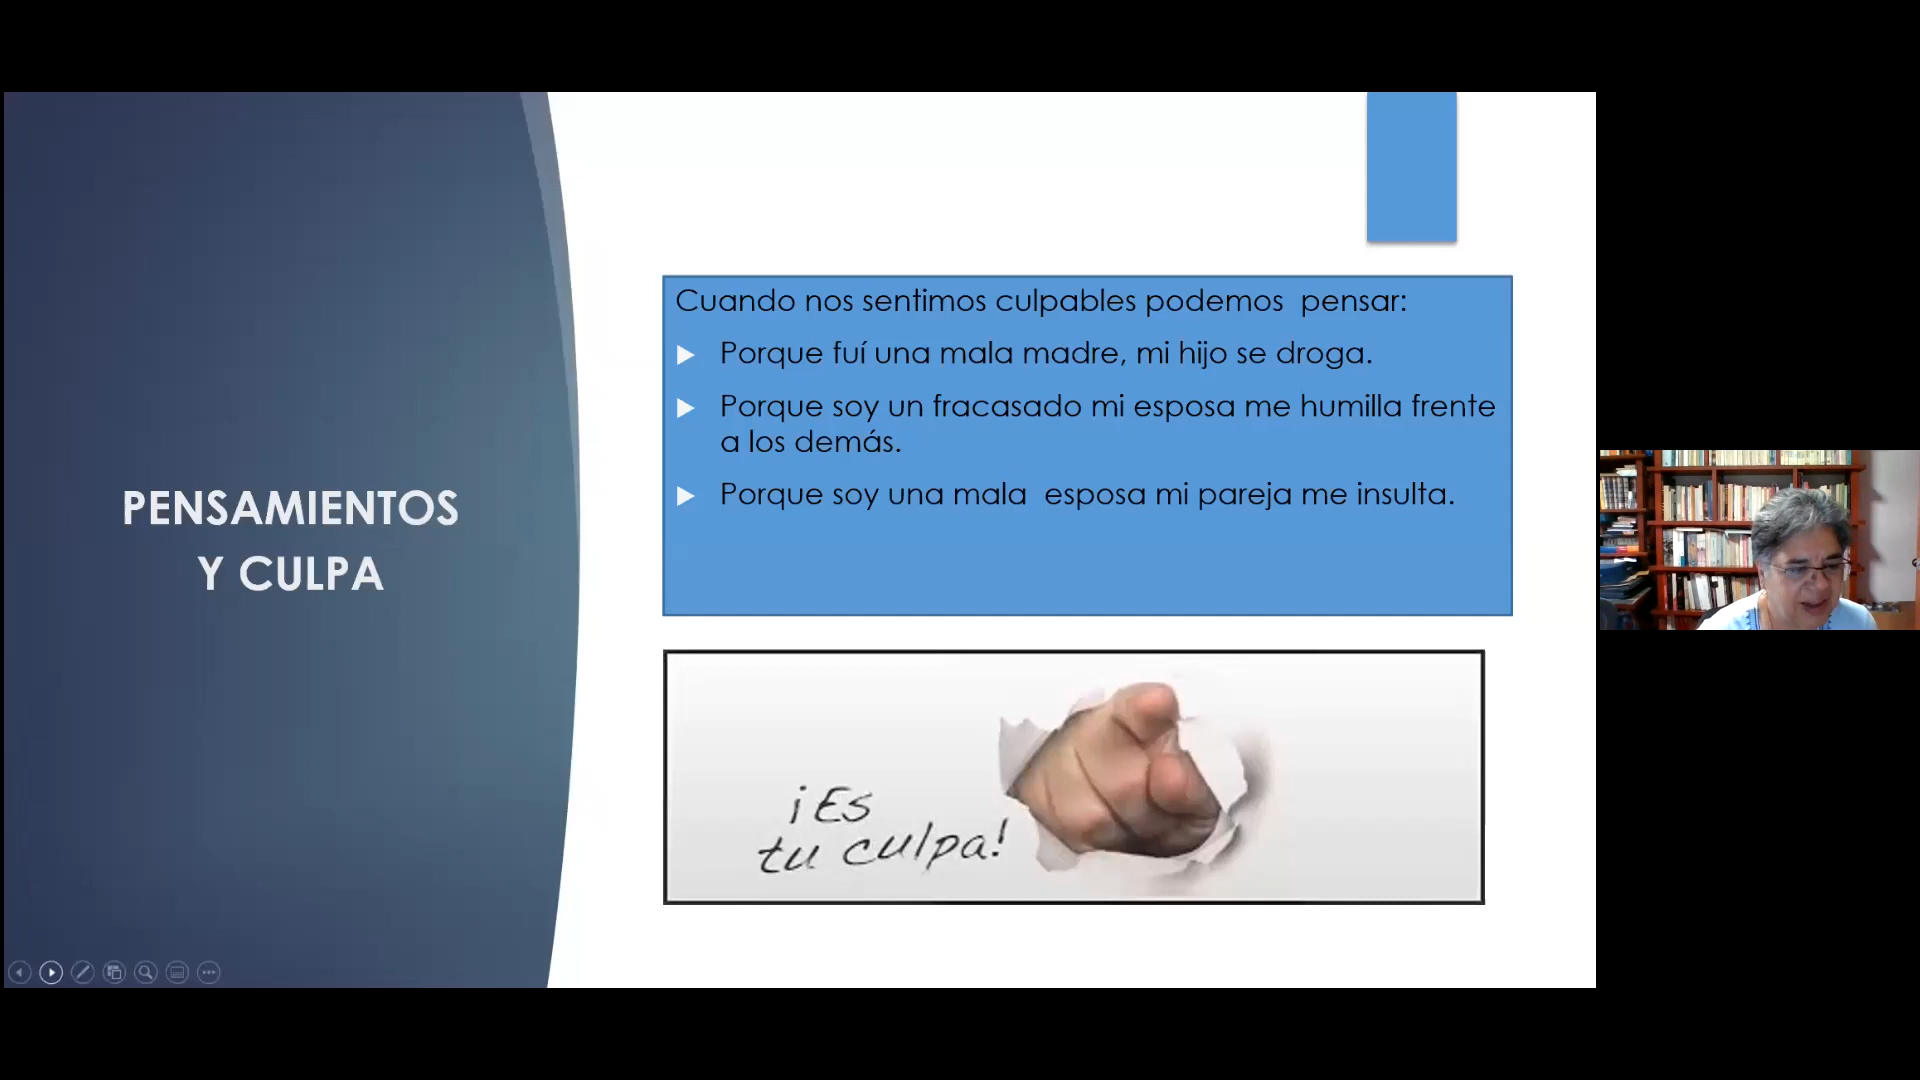 PENSAMIENTOS
Y CULPA
Cuando nos sentimos culpables podemos  pensar:
Porque fuí una mala madre, mi hijo se droga.
Porque soy un fracasado mi esposa me humilla frente
a los demás.
Porque soy una mala  esposa mi pareja me insulta.
¡Es
tu culpa!